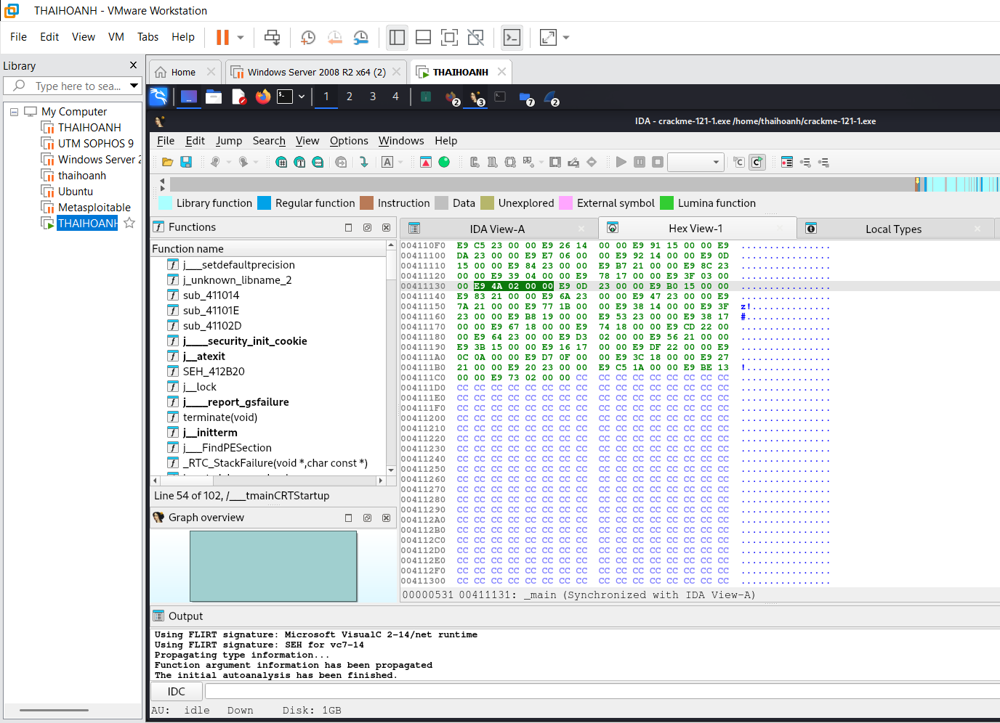 THAIHOANH - VMware Workstation
File Edit View VM Tabs Help
Library
Home
Windows Server 2008 R2 x64 (2)
THAIHOANH
Type here to sea...
1 2 3 4 2 3 7 2
My Computer
THAIHOANH
UTM SOPHOS 9
Windows Server 2
thaihoanh
Ubuntu
Metasploitable
THAIHOANH
IDA - crackme-121-1.exe /home/thaihoanh/crackme-121-1.exe
File Edit Jump Search View Options Windows Help
Library function Regular function Instruction Data Unexplored External symbol Lumina function
Functions
IDA View-A
Hex View-1
Local Types
Function name
j___setdefaultprecision
j_unknown_libname_2
sub_411014
sub_41101E
sub_41102D
j____security_init_cookie
j__atexit
SEH_412B20
j__lock
j____report_gsfailure
terminate(void)
j__initterm
j___FindPESection
_RTC_StackFailure(void *,char const *)
Line 54 of 102, /___tmainCRTStartup
Graph overview
004110F0 E9 C5 23 00 00 E9 26 14 00 00 E9 91 15 00 00 E9 ................
00411100 DA 23 00 00 E9 E7 06 00 00 00 E9 92 14 00 00 E9 0D ................
00411110 15 00 00 E9 84 23 00 00 E9 B7 21 00 00 E9 8C 23 ................
00411120 00 00 E9 39 04 00 00 E9 78 17 00 00 E9 3F 03 00 ................
00411130 00 E9 4A 02 00 00 E9 0D 23 00 00 E9 B0 15 00 00 ................
00411140 E9 83 21 00 00 E9 6A 23 00 00 E9 47 23 00 00 E9 ................
00411150 7A 21 00 00 E9 77 1B 00 00 E9 38 14 00 00 E9 3F z!..............
00411160 23 00 00 E9 B8 19 00 00 E9 53 23 00 00 E9 38 17 #...............
00411170 00 00 E9 67 18 00 00 E9 74 18 00 00 E9 CD 22 00 ................
00411180 00 E9 64 23 00 00 E9 D3 02 00 00 E9 56 21 00 00 ................
00411190 E9 3B 15 00 00 E9 16 17 00 00 E9 DF 22 00 00 E9 ................
004111A0 0C 0A 00 00 E9 D7 0F 00 00 E9 3C 18 00 00 E9 27 ................
004111B0 21 00 00 E9 20 23 00 00 E9 C5 1A 00 00 E9 BE 13 !...............
004111C0 00 00 E9 73 02 00 00 CC CC CC CC CC CC CC CC CC ................
004111D0 CC CC CC CC CC CC CC CC CC CC CC CC CC CC CC CC ................
004111E0 CC CC CC CC CC CC CC CC CC CC CC CC CC CC CC CC ................
004111F0 CC CC CC CC CC CC CC CC CC CC CC CC CC CC CC CC ................
00411200 CC CC CC CC CC CC CC CC CC CC CC CC CC CC CC CC ................
00411210 CC CC CC CC CC CC CC CC CC CC CC CC CC CC CC CC ................
00411220 CC CC CC CC CC CC CC CC CC CC CC CC CC CC CC CC ................
00411230 CC CC CC CC CC CC CC CC CC CC CC CC CC CC CC CC ................
00411240 CC CC CC CC CC CC CC CC CC CC CC CC CC CC CC CC ................
00411250 CC CC CC CC CC CC CC CC CC CC CC CC CC CC CC CC ................
00411260 CC CC CC CC CC CC CC CC CC CC CC CC CC CC CC CC ................
00411270 CC CC CC CC CC CC CC CC CC CC CC CC CC CC CC CC ................
00411280 CC CC CC CC CC CC CC CC CC CC CC CC CC CC CC CC ................
00411290 CC CC CC CC CC CC CC CC CC CC CC CC CC CC CC CC ................
004112A0 CC CC CC CC CC CC CC CC CC CC CC CC CC CC CC CC ................
004112B0 CC CC CC CC CC CC CC CC CC CC CC CC CC CC CC CC ................
004112C0 CC CC CC CC CC CC CC CC CC CC CC CC CC CC CC CC ................
004112D0 CC CC CC CC CC CC CC CC CC CC CC CC CC CC CC CC ................
004112E0 CC CC CC CC CC CC CC CC CC CC CC CC CC CC CC CC ................
004112F0 CC CC CC CC CC CC CC CC CC CC CC CC CC CC CC CC ................
00411300 CC CC CC CC CC CC CC CC CC CC CC CC CC CC CC CC ................
00000531 00411131: _main (Synchronized with IDA View-A)
Output
Using FLIRT signature: Microsoft VisualC 2-14/net runtime
Using FLIRT signature: SEH for vc7-14
Propagating type information...
Function argument information has been propagated
The initial autoanalysis has been finished.
IDC
AU: idle Down Disk: 1GB